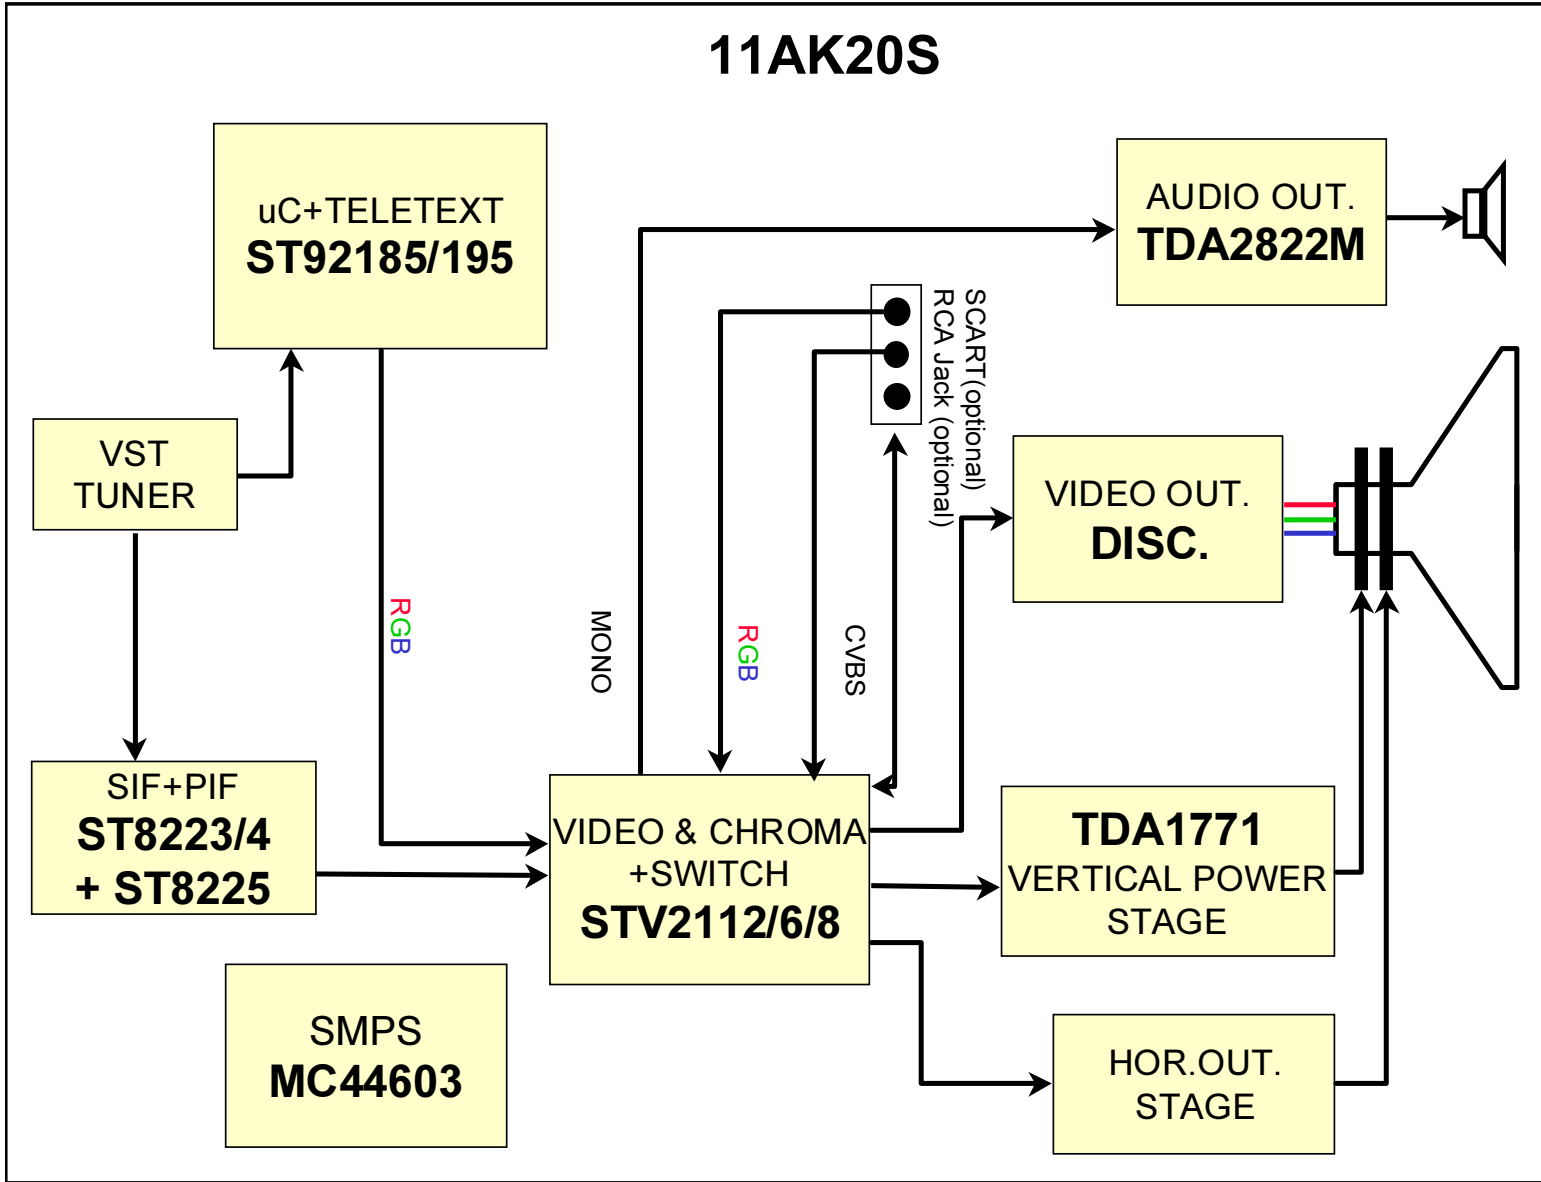 11AK20S
uC+TELETEXT
ST92185/195
AUDIO OUT.
TDA2822M
SCART(optional)
RCA Jack (optional)
VST
TUNER
VIDEO OUT.
DISC.
RGB
MONO
RGB
CVBS
SIF+PIF
ST8223/4
+ ST8225
VIDEO & CHROMA
+SWITCH
STV2112/6/8
TDA1771
VERTICAL POWER
STAGE
SMPS
MC44603
HOR.OUT.
STAGE